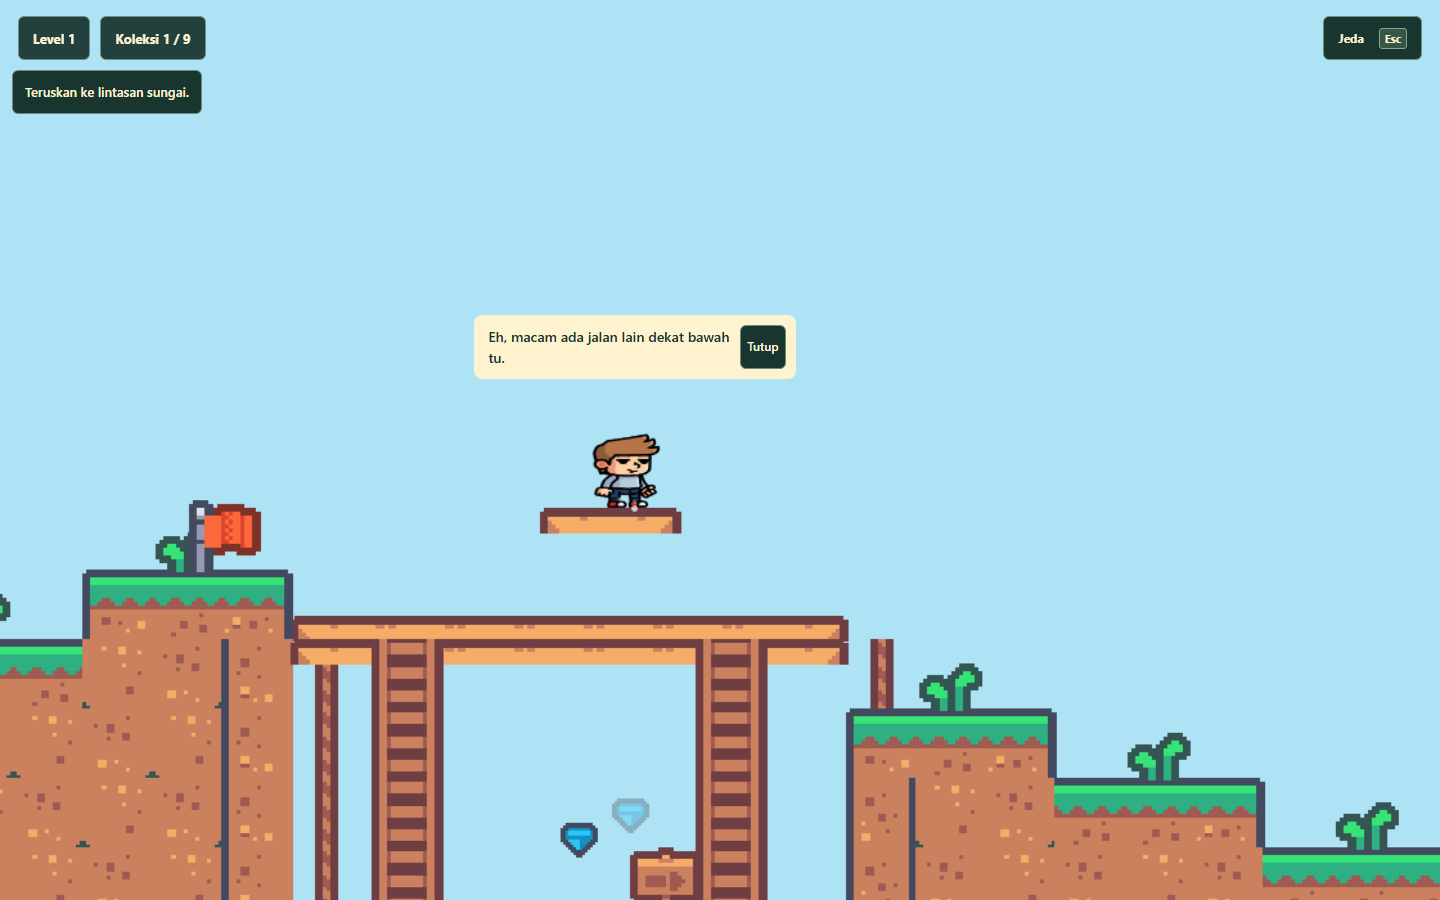 Level 1
Koleksi 1 / 9
Jeda Esc
Teruskan ke lintasan sungai.
Eh, macam ada jalan lain dekat bawah
tu.
Tutup